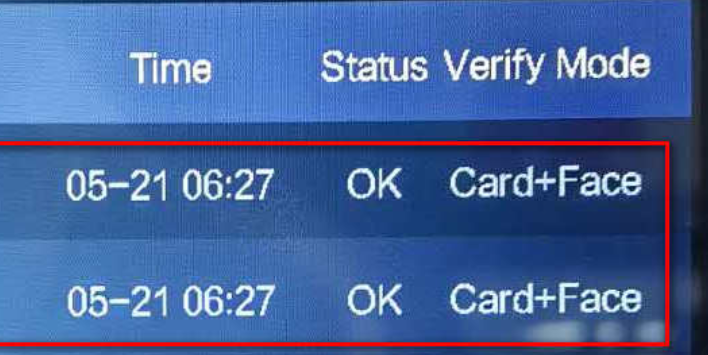 Time Status Verify Mode
05-21 06:27 OK Card+Face
05-21 06:27 OK Card+Face